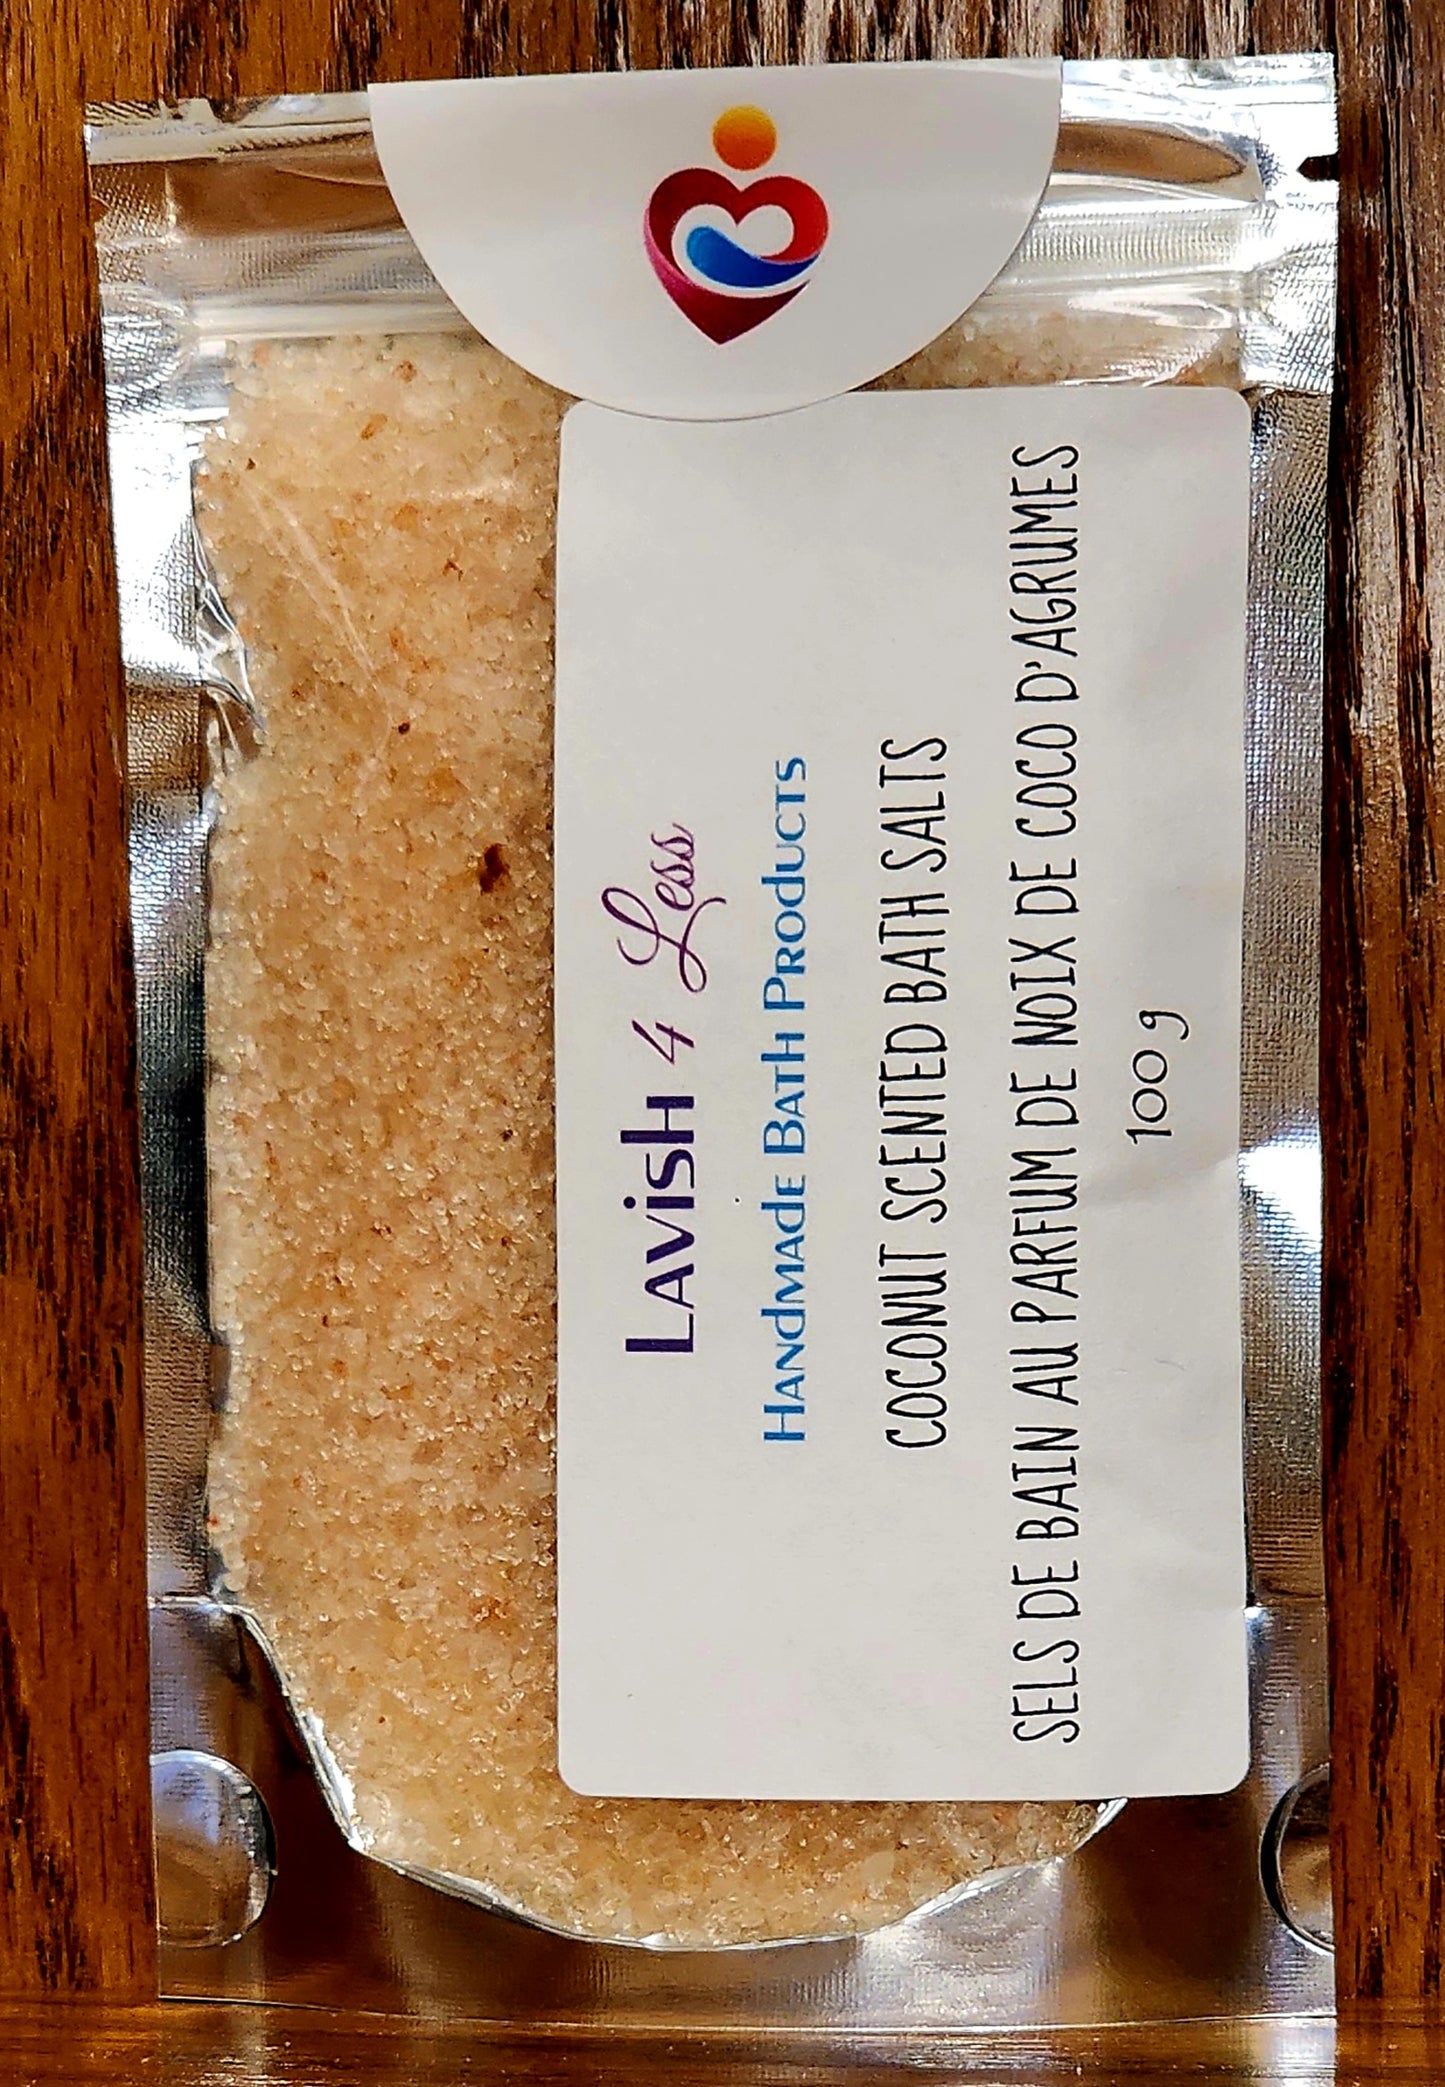 Lavish 4 Less
Handmade Bath Products
COCONUT SCENTED BATH SALTS
SELS DE BAIN AU PARFUM DE NOIX DE COCO D'AGRUMES
100 g